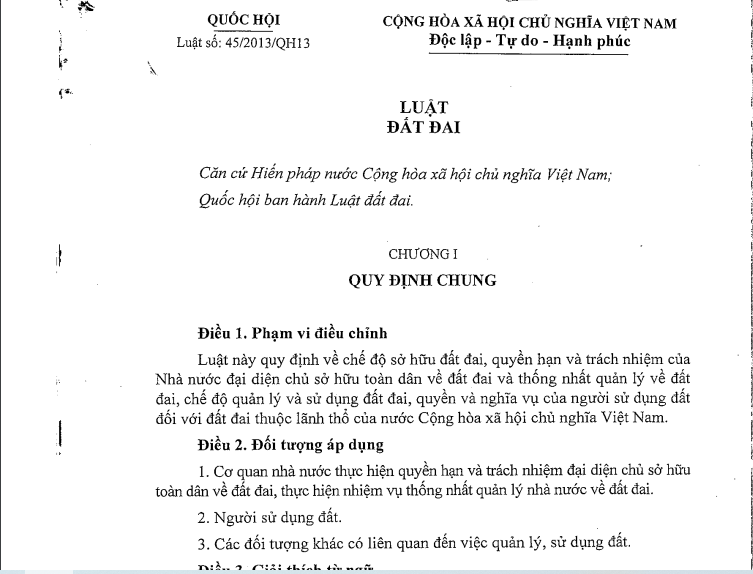 QUỐC HỘI
CỘNG HÒA XÃ HỘI CHỦ NGHĨA VIỆT NAM
Luật số: 45/2013/QH13
Độc lập - Tự do - Hạnh phúc
LUẬT
ĐẤT ĐAI
Căn cứ Hiến pháp nước Cộng hòa xã hội chủ nghĩa Việt Nam;
Quốc hội ban hành Luật đất đai.
CHƯƠNG I
QUY ĐỊNH CHUNG
Điều 1. Phạm vi điều chỉnh
Luật này quy định về chế độ sở hữu đất đai, quyền hạn và trách nhiệm của
Nhà nước đại diện chủ sở hữu toàn dân về đất đai và thống nhất quản lý về đất
đai, chế độ quản lý và sử dụng đất đai, quyền và nghĩa vụ của người sử dụng đất
đối với đất đai thuộc lãnh thổ của nước Cộng hòa xã hội chủ nghĩa Việt Nam.
Điều 2. Đối tượng áp dụng
1. Cơ quan nhà nước thực hiện quyền hạn và trách nhiệm đại diện chủ sở hữu
toàn dân về đất đai, thực hiện nhiệm vụ thống nhất quản lý nhà nước về đất đai.
2. Người sử dụng đất.
3. Các đối tượng khác có liên quan đến việc quản lý, sử dụng đất.
Điều 3. Giải thích từ ngữ